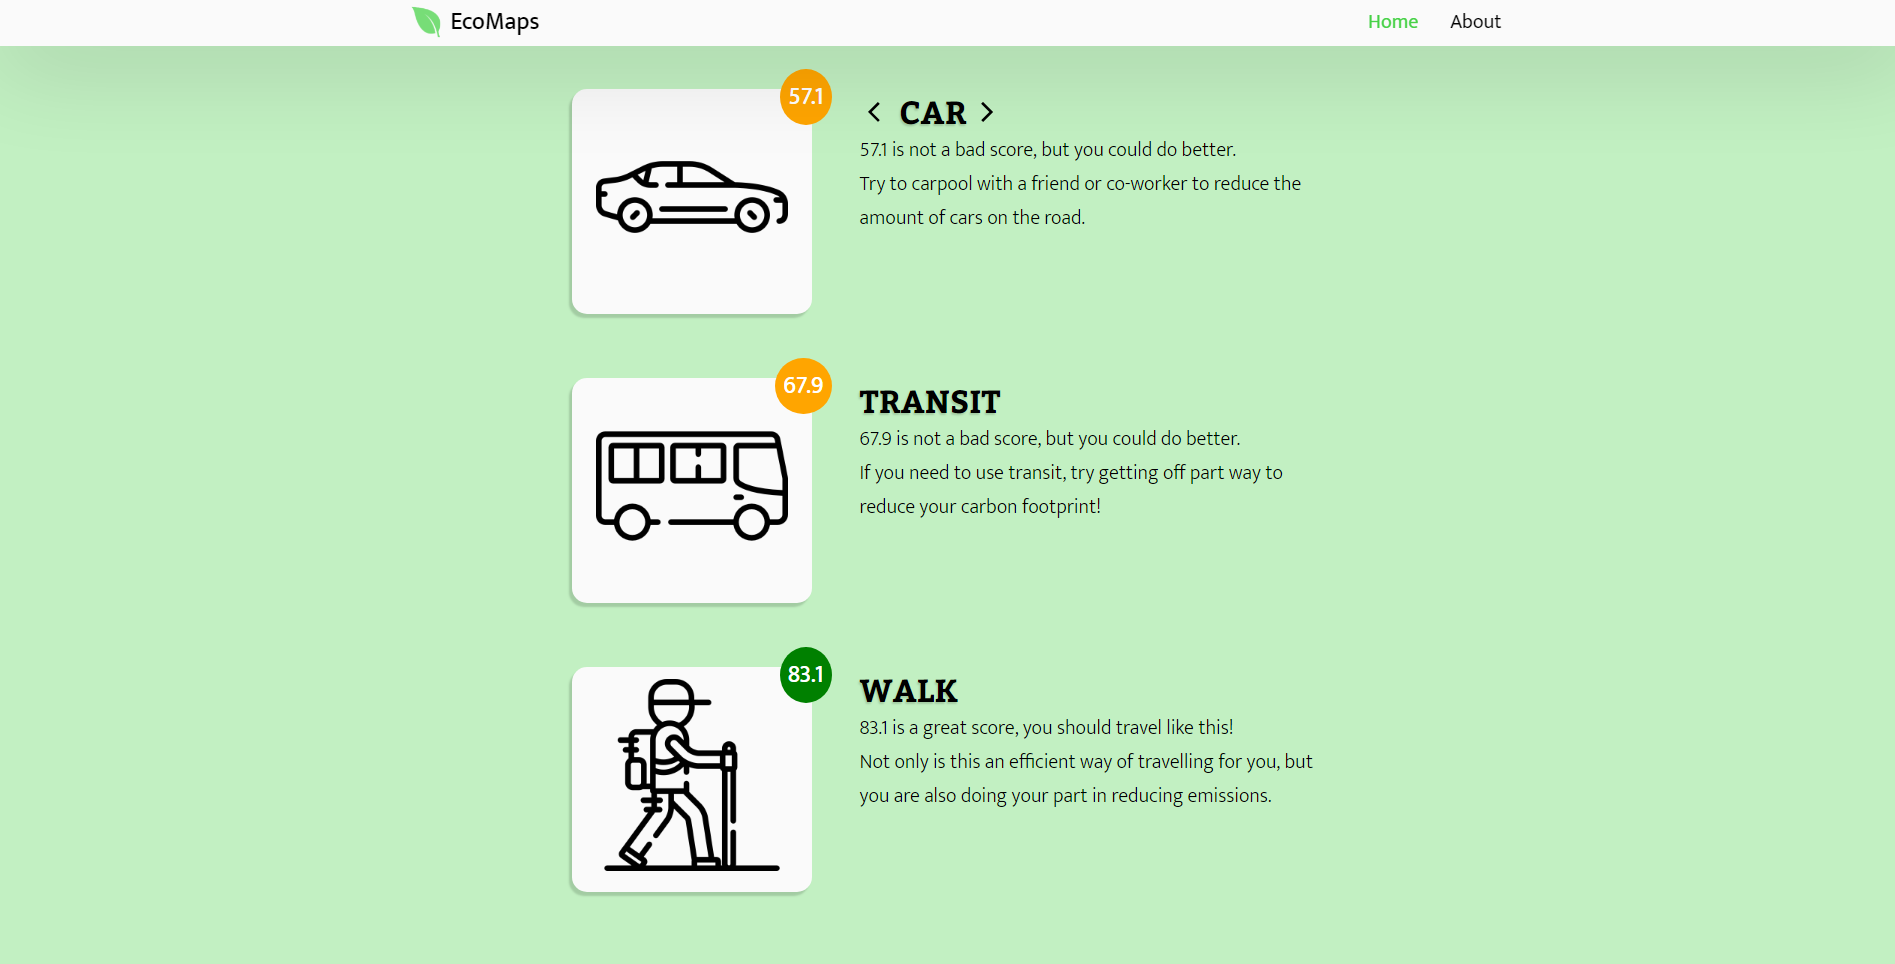 EcoMaps
Home
About
57.1
CAR
57.1 is not a bad score, but you could do better.
Try to carpool with a friend or co-worker to reduce the
amount of cars on the road.
67.9
TRANSIT
67.9 is not a bad score, but you could do better.
If you need to use transit, try getting off part way to
reduce your carbon footprint!
83.1
WALK
83.1 is a great score, you should travel like this!
Not only is this an efficient way of travelling for you, but
you are also doing your part in reducing emissions.